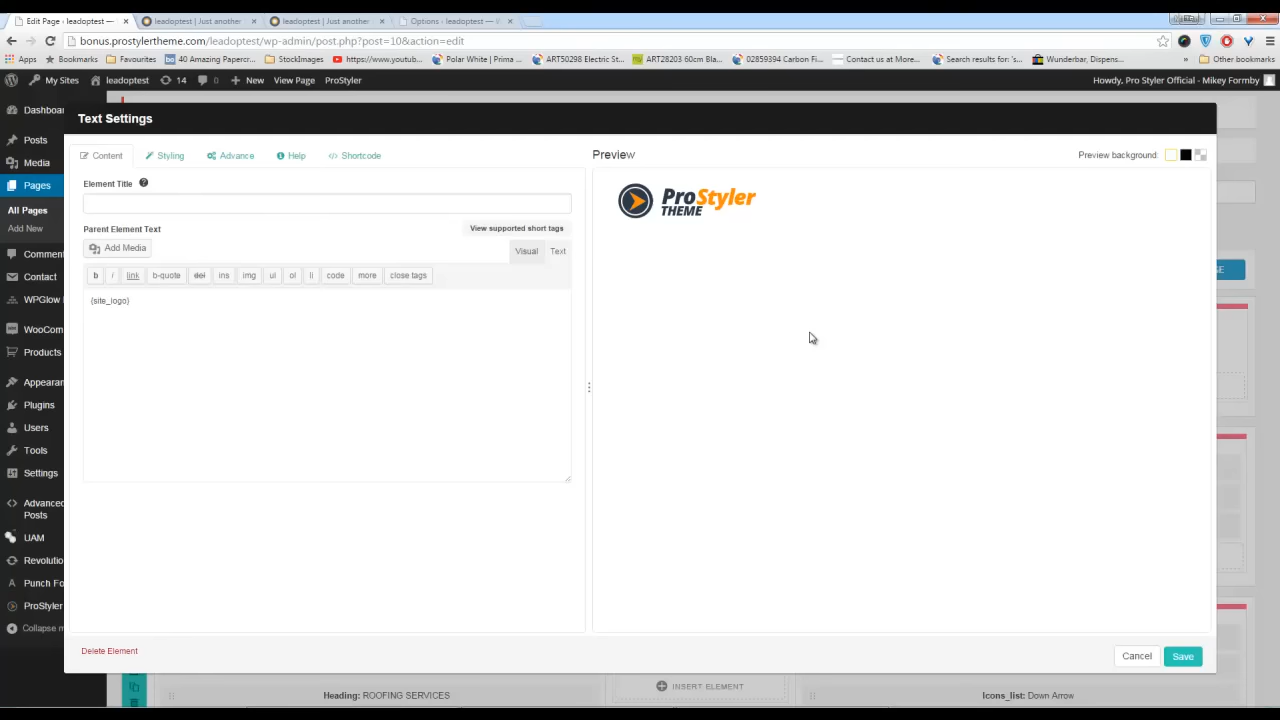 Edit Page ‹ leadoptest — × leadoptest | Just another × leadoptest | Just another × Options ‹ leadoptest — W ×
bonus.prostylertheme.com/leadoptest/wp-admin/post.php?post=10&action=edit
Apps Bookmarks Favourites 40 Amazing Papercr... StockImages https://www.youtub... Polar White | Prima ... ART50298 Electric St... ART28203 60cm Bla... 02859394 Carbon Fi... Contact us at More... Search results for: 's... Wunderbar, Dispens... » Other bookmarks
My Sites leadoptest 14 0 New View Page ProStyler Howdy, Pro Styler Official - Mikey Formby
Dashboa
Text Settings
Posts
Content Styling Advance Help Shortcode Preview Preview background:
Media
Pages
Element Title
ProStyler
THEME
All Pages
Add New
Parent Element Text View supported short tags
Add Media
Visual Text
Commen
b i link b-quote del ins img ul ol li code more close tags
Contact
SE
WPGlow
{site_logo}
WooCom
Products
Appearan
Plugins
Users
Tools
Settings
Advanced
Posts
UAM
Revolutio
Punch Fo
ProStyler
Collapse m
Delete Element
Cancel Save
INSERT ELEMENT
Heading: ROOFING SERVICES Icons_list: Down Arrow